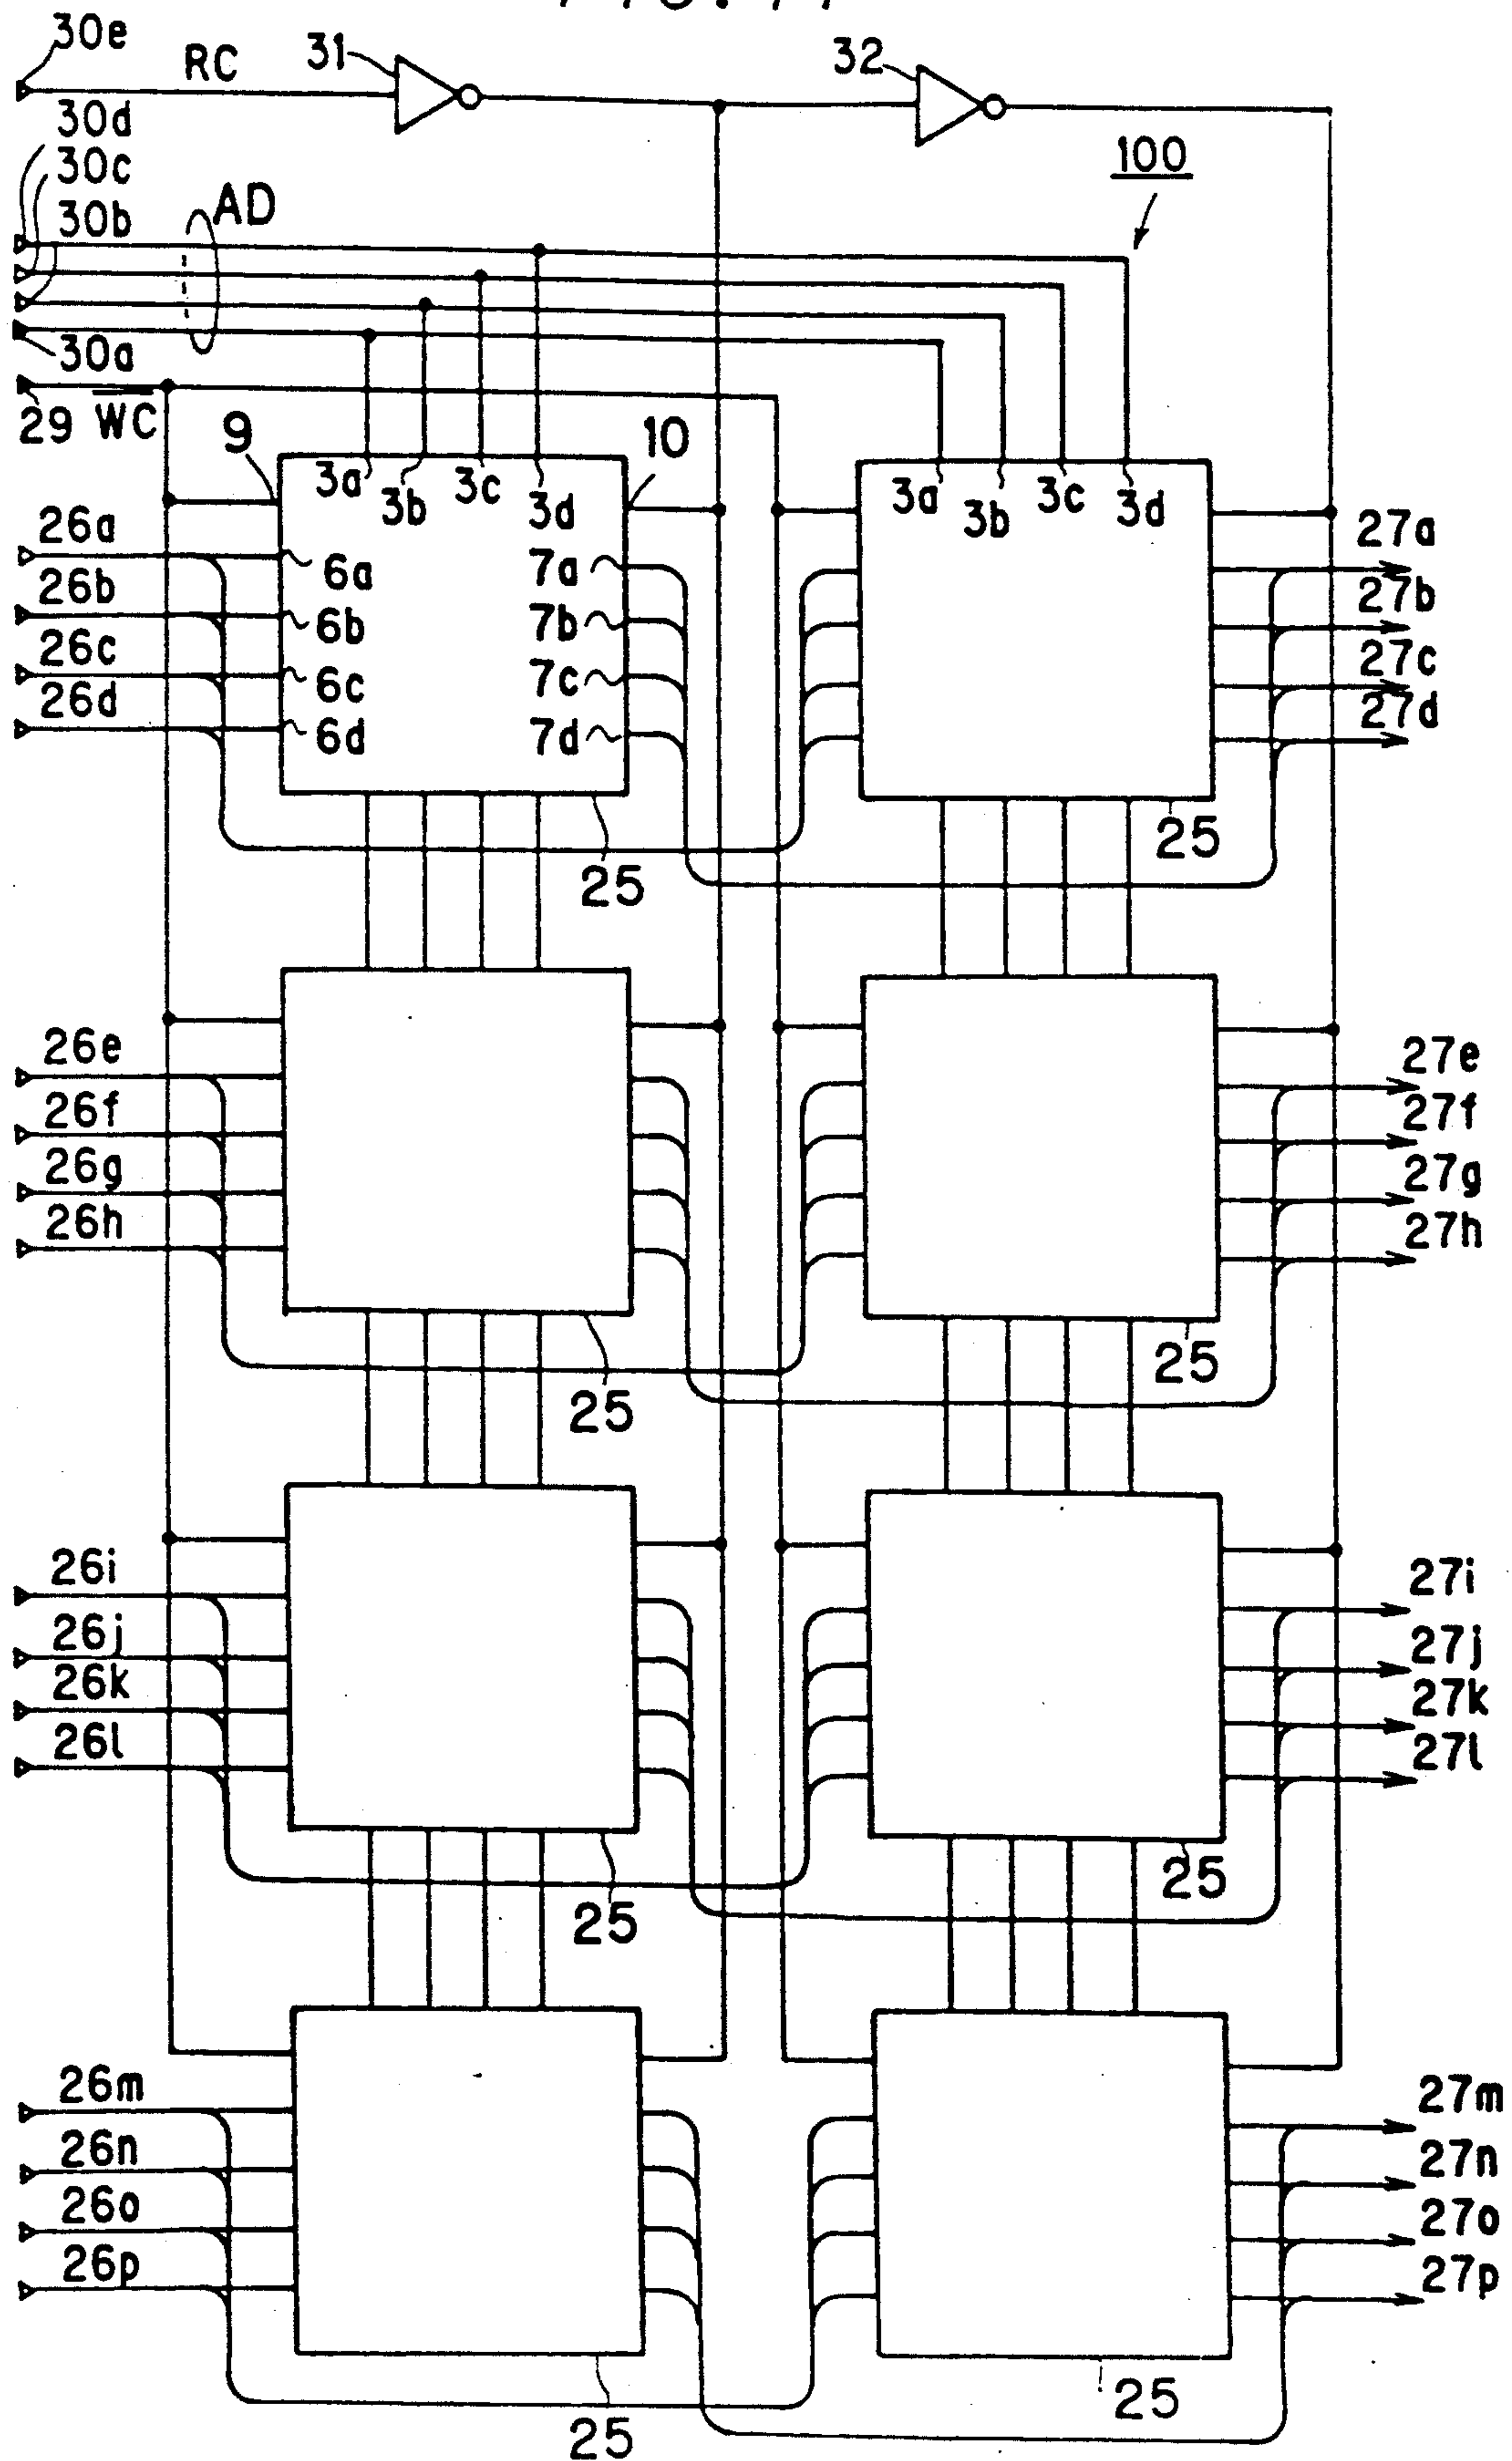 30e
RC
31
32
30d
30c
100
30b
AD
30a
29
WC
9
10
3a
3b
3c
3d
3a
3b
3c
3d
26a
6a
7a
27a
26b
6b
7b
27b
26c
6c
7c
27c
26d
6d
7d
27d
25
25
26e
27e
26f
27f
26g
27g
26h
27h
25
25
26i
27i
26j
27j
26k
27k
26l
27l
25
25
26m
27m
26n
27n
26o
27o
26p
27p
25
25